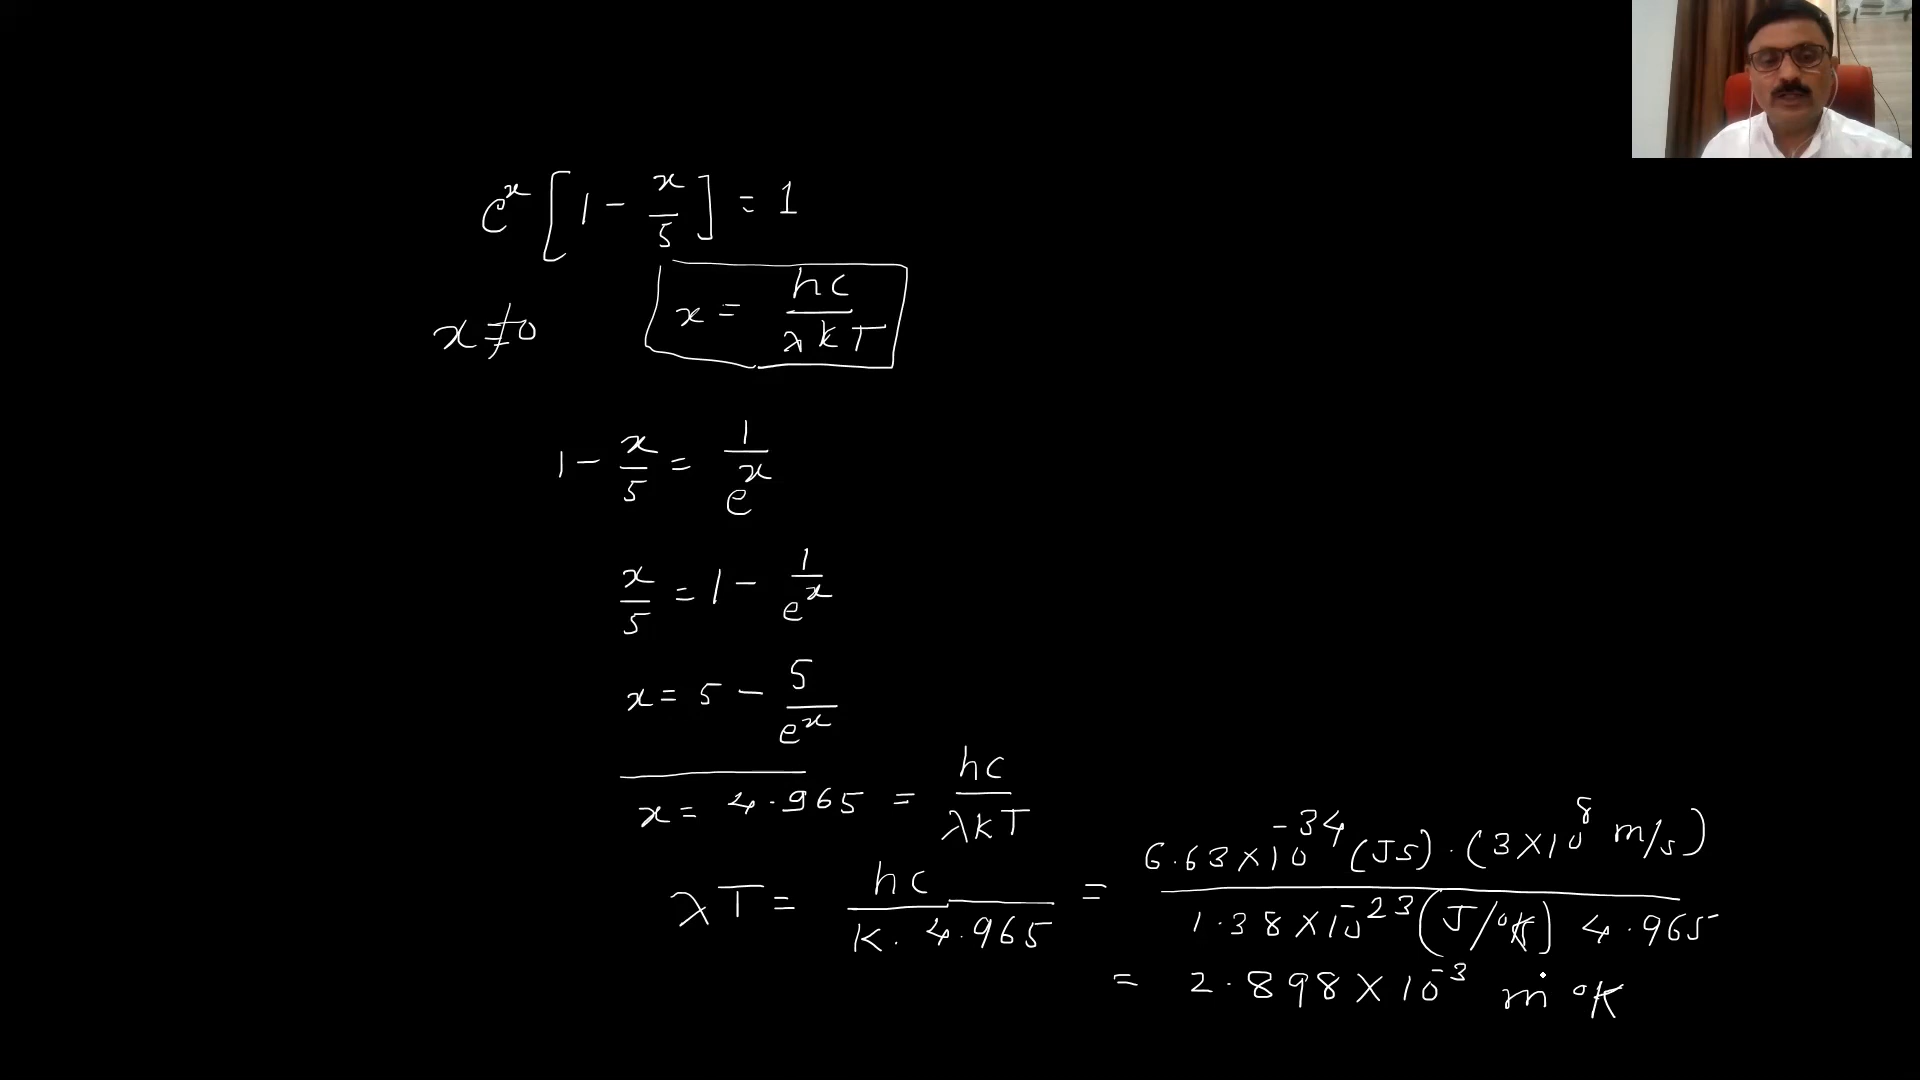 e^x [1 - x/5] = 1
x ≠ 0
x = hc/λkT
1 - x/5 = 1/e^x
x/5 = 1 - 1/e^x
x = 5 - 5/e^x
x = 4.965 = hc/λkT
λT = hc/K. 4.965 = 6.63×10^-34 (JS) . (3×10^8 m/s) / 1.38×10^-23 (J/°K) 4.965
= 2.898×10^-3 m °K